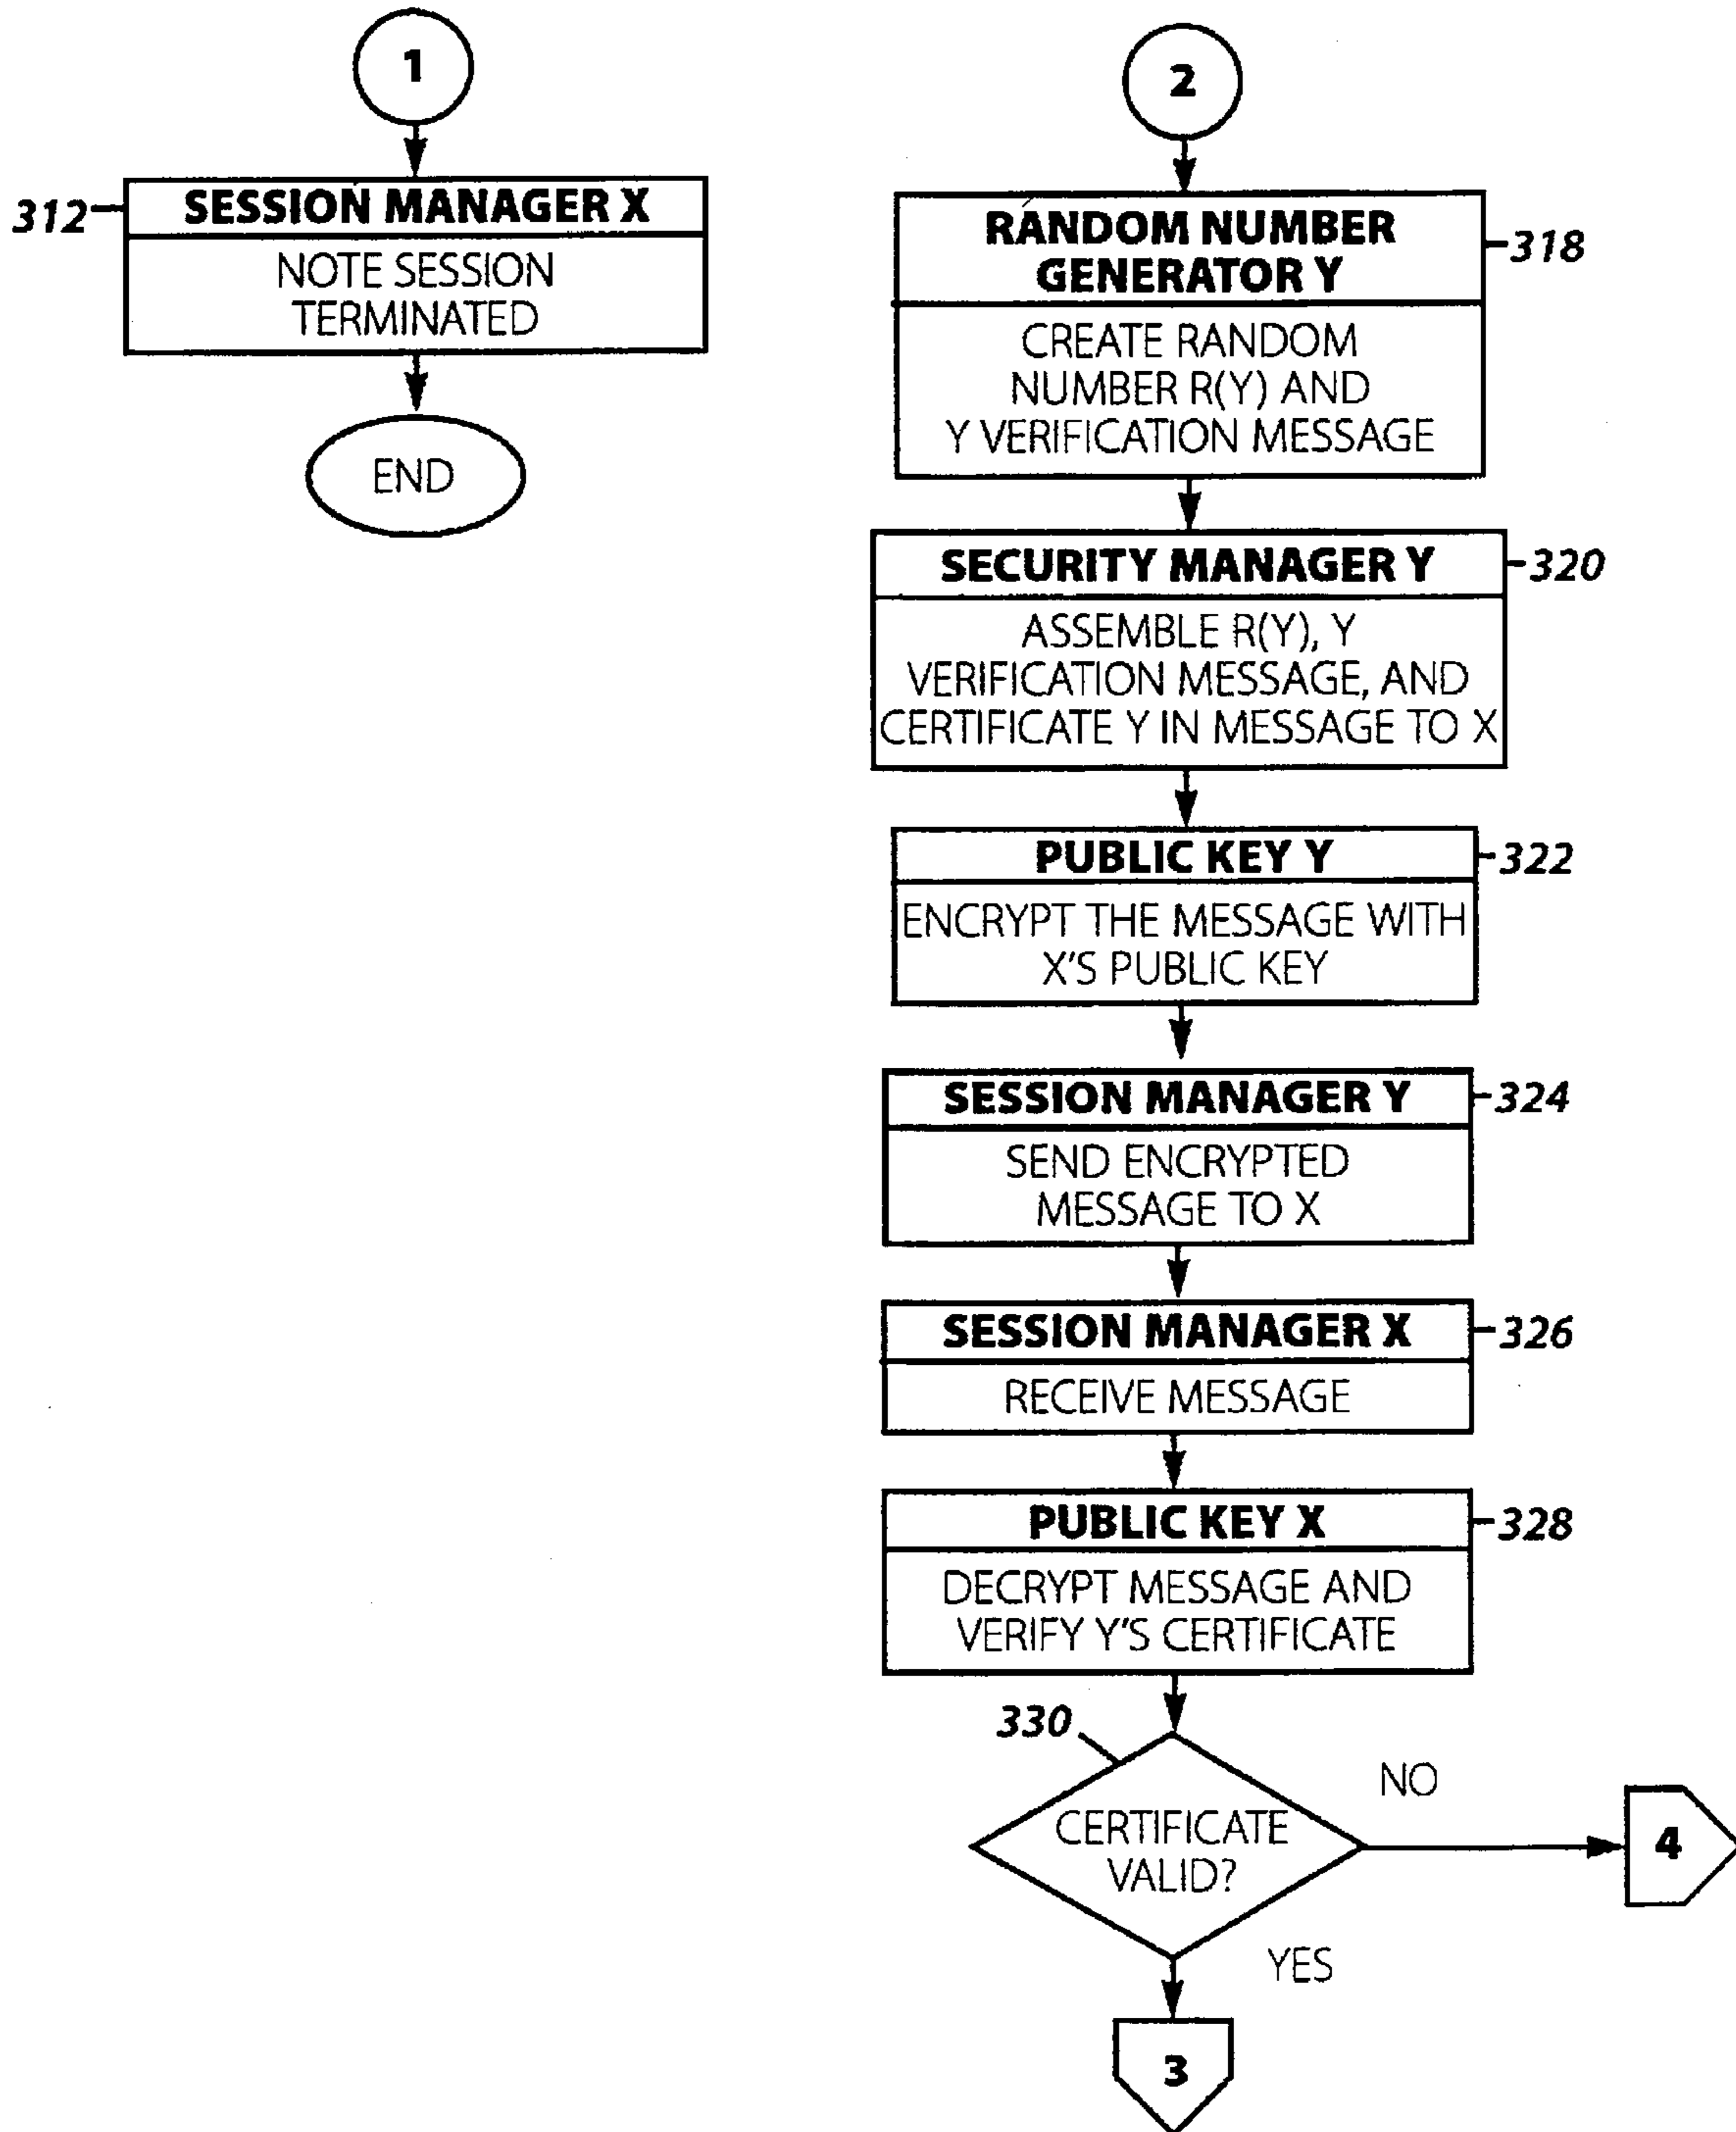 1
312
SESSION MANAGER X
NOTE SESSION
TERMINATED
END
2
RANDOM NUMBER
GENERATOR Y
318
CREATE RANDOM
NUMBER R(Y) AND
Y VERIFICATION MESSAGE
SECURITY MANAGER Y
320
ASSEMBLE R(Y), Y
VERIFICATION MESSAGE, AND
CERTIFICATE Y IN MESSAGE TO X
PUBLIC KEY Y
322
ENCRYPT THE MESSAGE WITH
X'S PUBLIC KEY
SESSION MANAGER Y
324
SEND ENCRYPTED
MESSAGE TO X
SESSION MANAGER X
326
RECEIVE MESSAGE
PUBLIC KEY X
328
DECRYPT MESSAGE AND
VERIFY Y'S CERTIFICATE
330
CERTIFICATE
VALID?
NO
4
YES
3